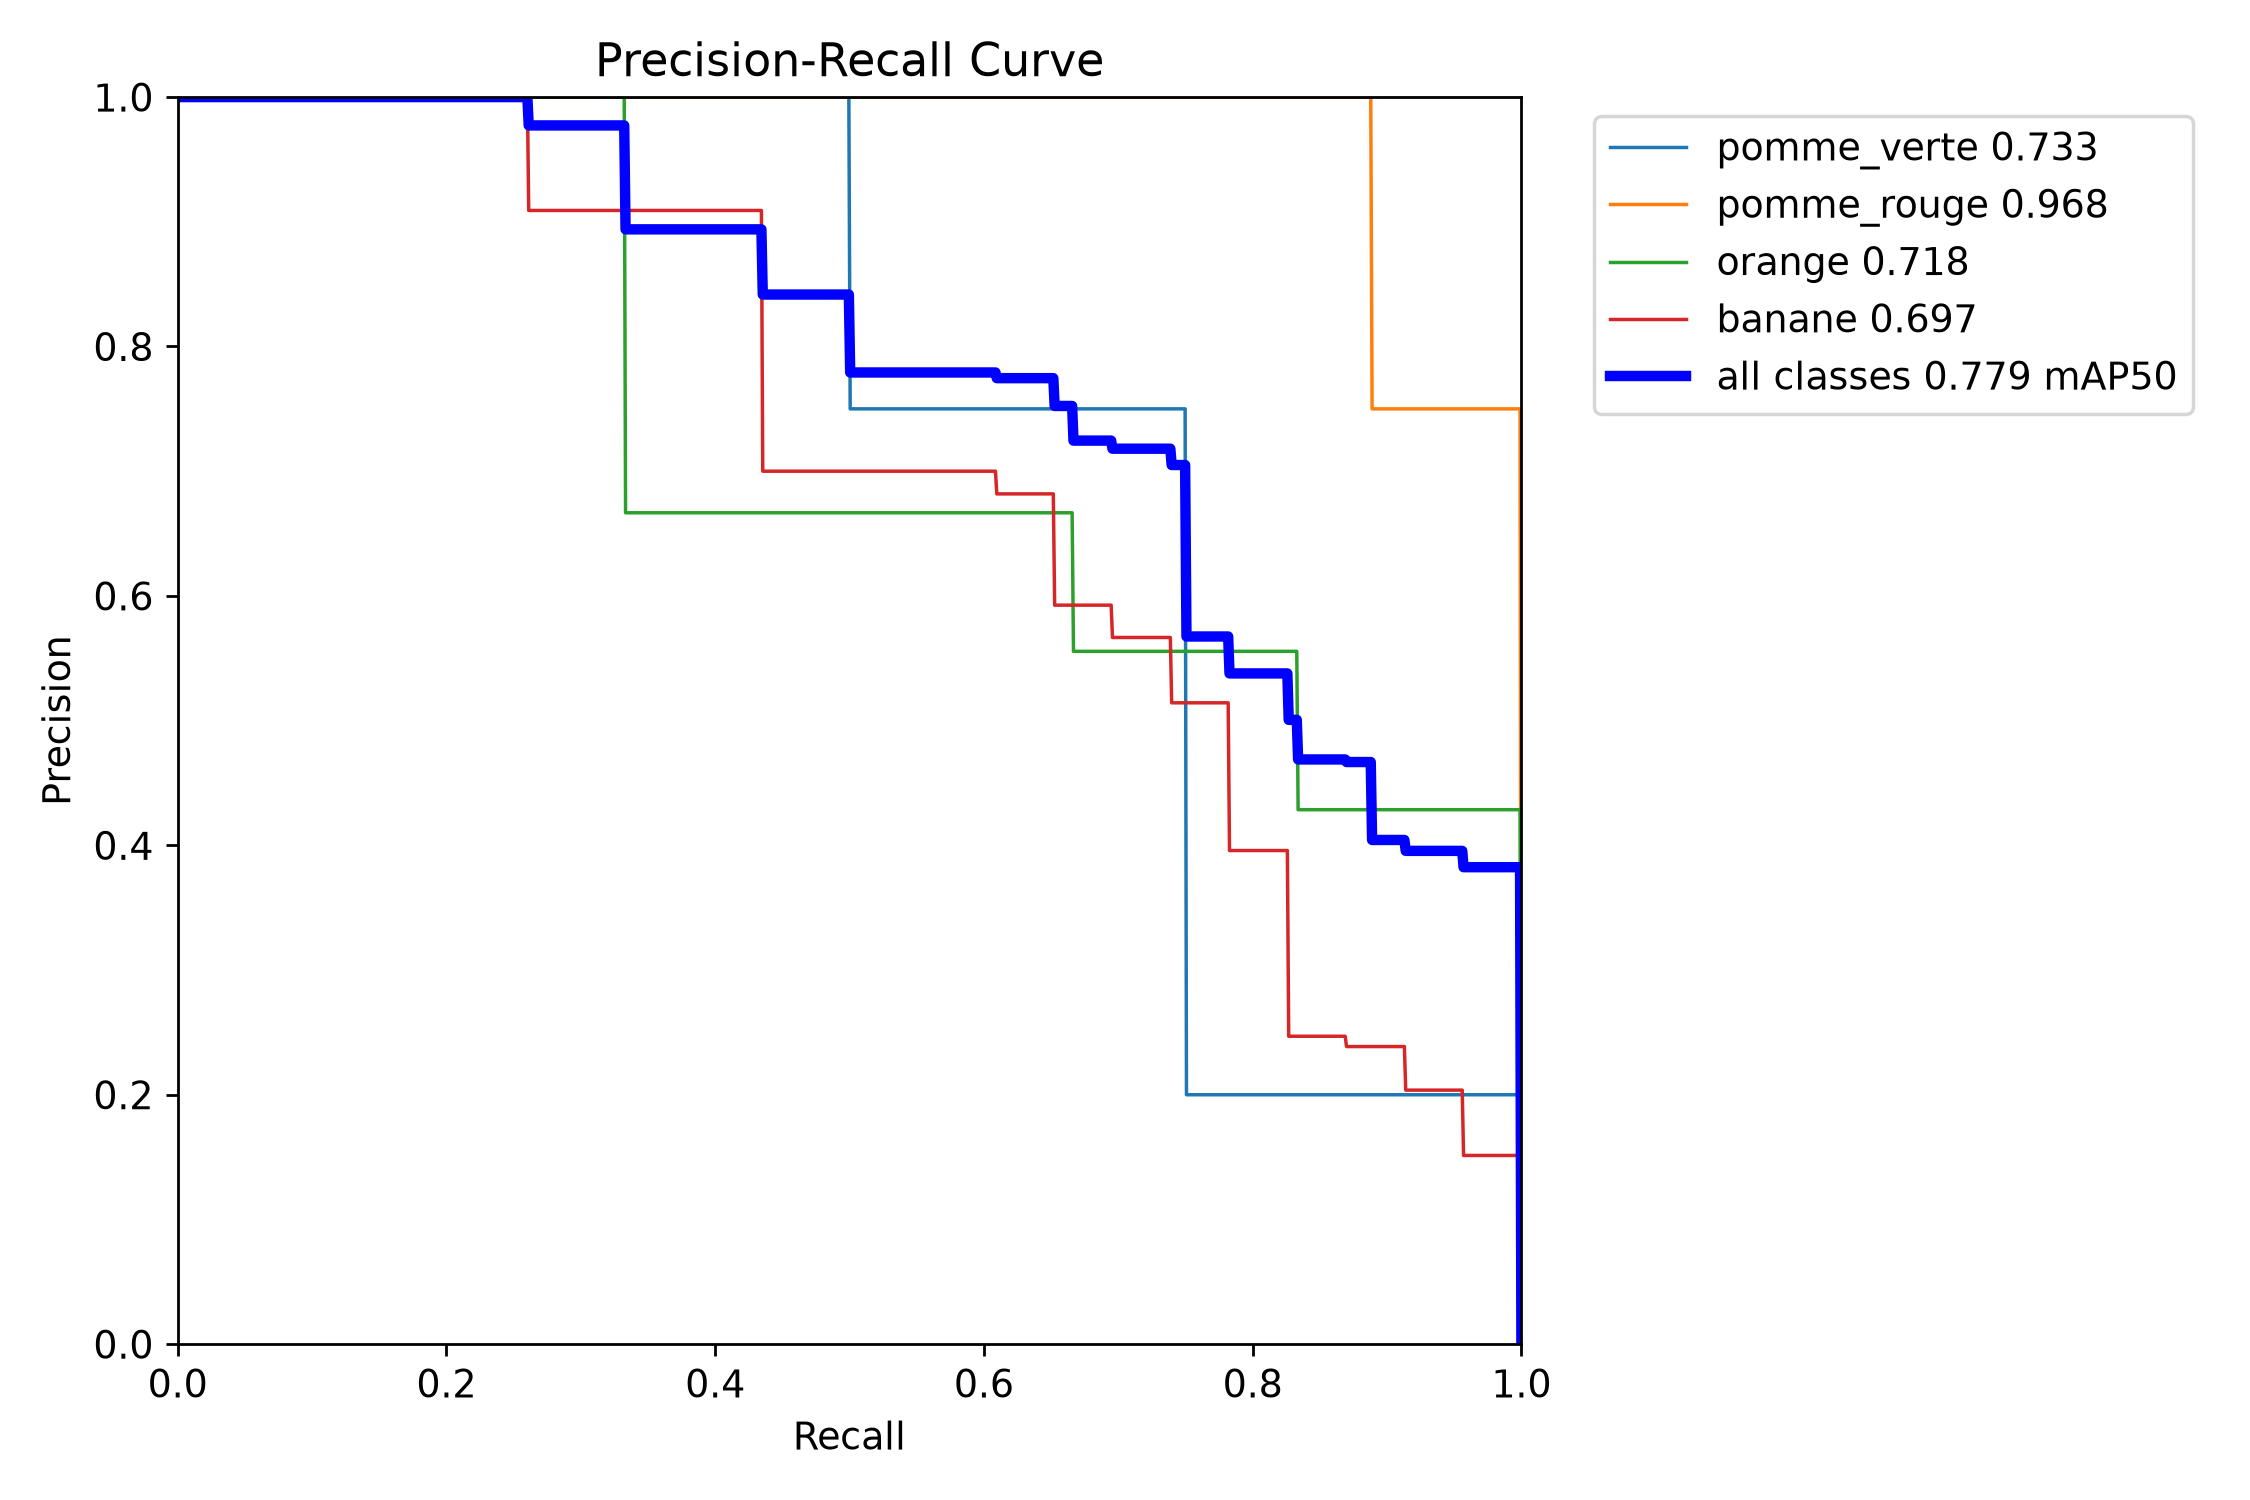 Precision-Recall Curve
1.0
0.8
0.6
0.4
0.2
0.0
Precision
0.0 0.2 0.4 0.6 0.8 1.0
Recall
pomme_verte 0.733
pomme_rouge 0.968
orange 0.718
banane 0.697
all classes 0.779 mAP50